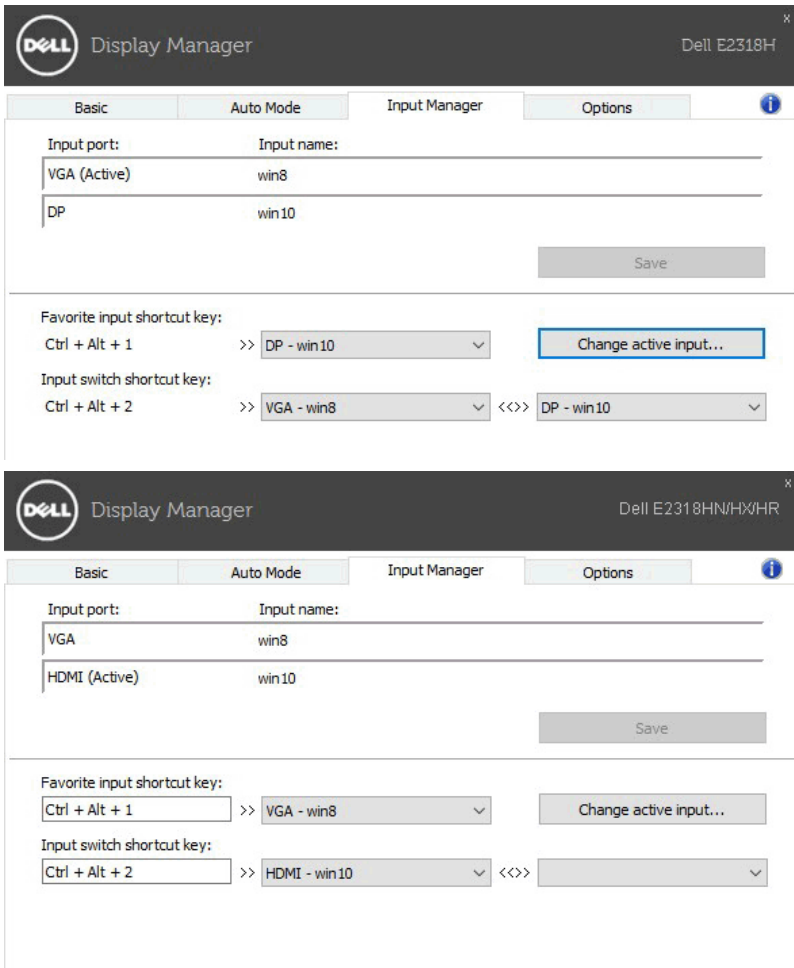 DELL Display Manager Dell E2318H x
Basic Auto Mode Input Manager Options i
Input port: Input name:
VGA (Active) win8
DP win10
Save
Favorite input shortcut key:
Ctrl + Alt + 1 >> DP - win10 Change active input...
Input switch shortcut key:
Ctrl + Alt + 2 >> VGA - win8 <<>> DP - win10
DELL Display Manager Dell E2318HN/HX/HR x
Basic Auto Mode Input Manager Options i
Input port: Input name:
VGA win8
HDMI (Active) win10
Save
Favorite input shortcut key:
Ctrl + Alt + 1 >> VGA - win8 Change active input...
Input switch shortcut key:
Ctrl + Alt + 2 >> HDMI - win10 <<>>